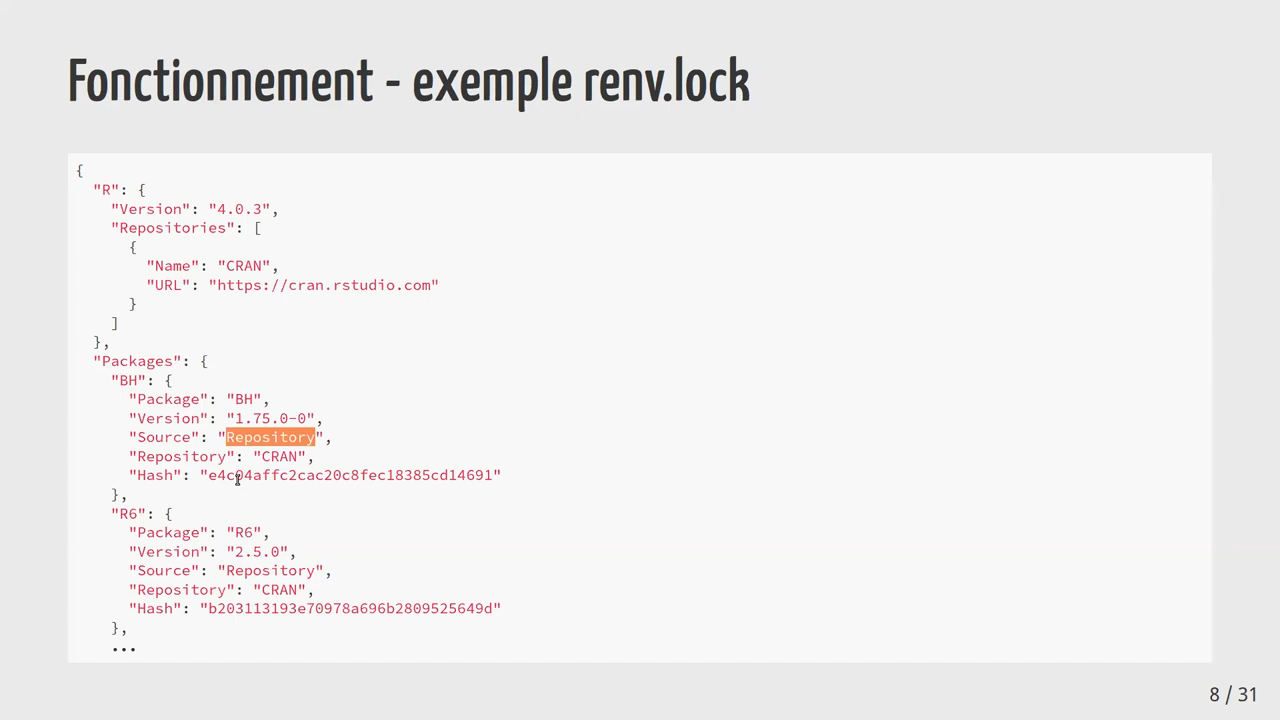 Fonctionnement - exemple renv.lock
{
"R": {
"Version": "4.0.3",
"Repositories": [
{
"Name": "CRAN",
"URL": "https://cran.rstudio.com"
}
]
},
"Packages": {
"BH": {
"Package": "BH",
"Version": "1.75.0-0",
"Source": "Repository",
"Repository": "CRAN",
"Hash": "e4c04affc2cac20c8fec18385cd14691"
},
"R6": {
"Package": "R6",
"Version": "2.5.0",
"Source": "Repository",
"Repository": "CRAN",
"Hash": "b203113193e70978a696b2809525649d"
},
...
8 / 31